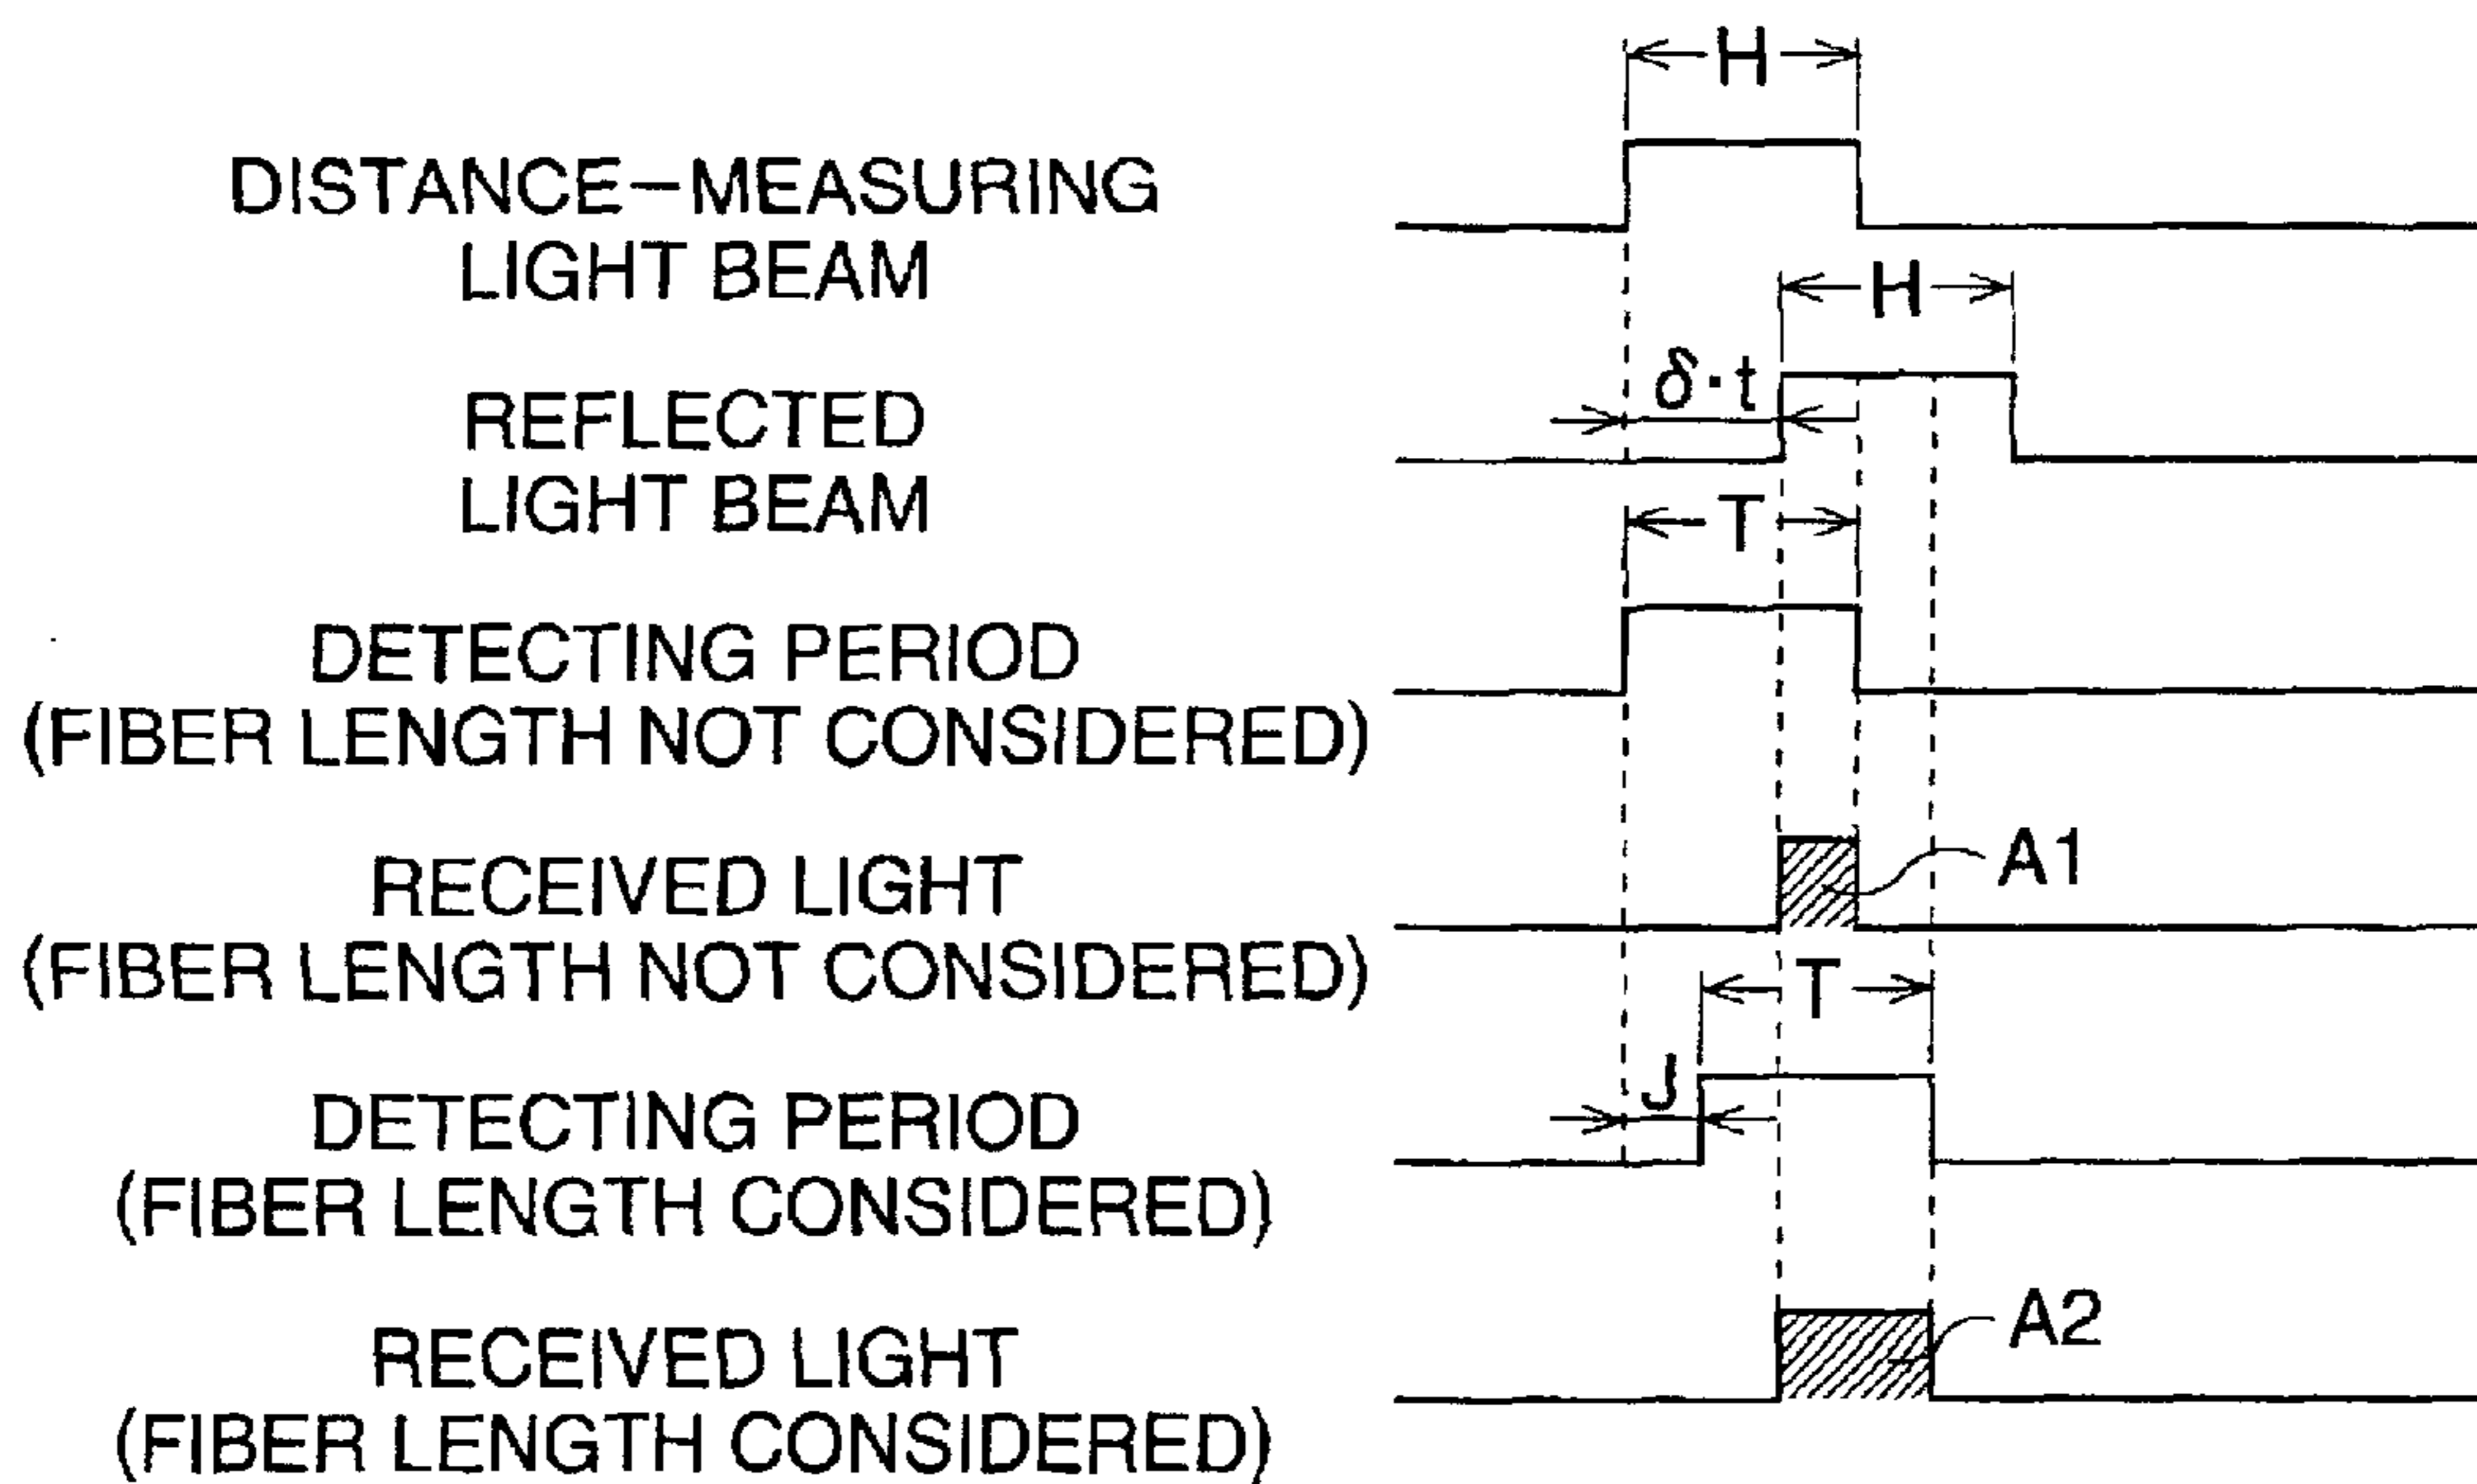 H
DISTANCE-MEASURING
LIGHT BEAM
H
δ·t
REFLECTED
LIGHT BEAM
T
DETECTING PERIOD
(FIBER LENGTH NOT CONSIDERED)
A1
RECEIVED LIGHT
(FIBER LENGTH NOT CONSIDERED)
T
J
DETECTING PERIOD
(FIBER LENGTH CONSIDERED)
A2
RECEIVED LIGHT
(FIBER LENGTH CONSIDERED)